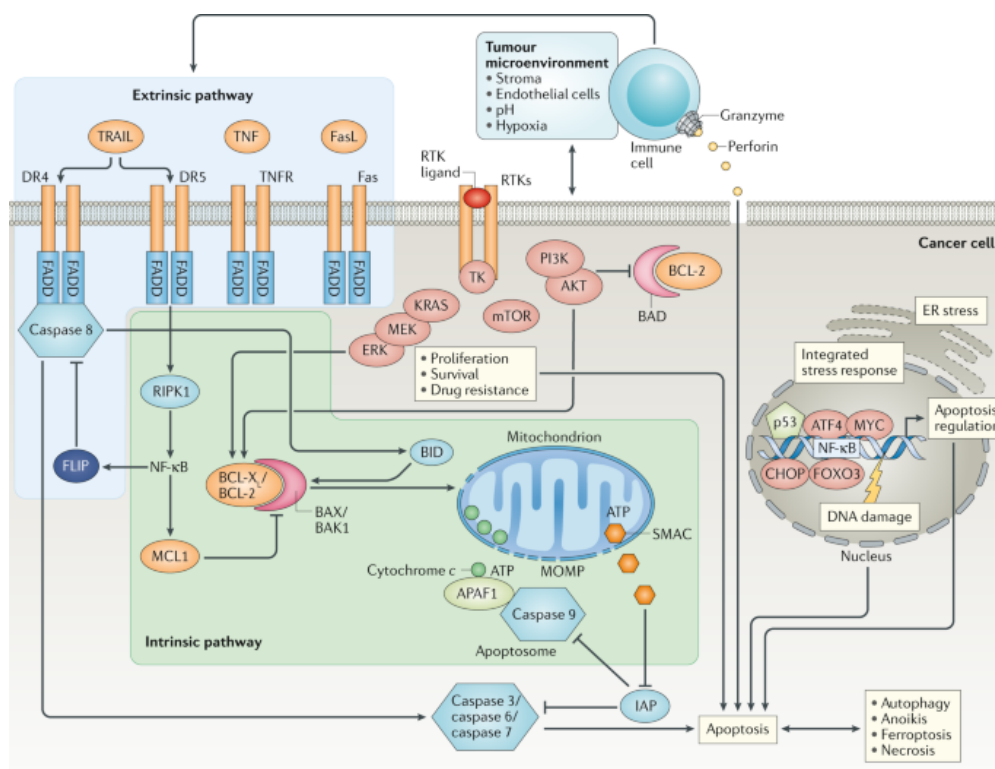 Tumour
microenvironment
• Stroma
• Endothelial cells
• pH
• Hypoxia
Immune
cell
Granzyme
Perforin
Extrinsic pathway
TRAIL
TNF
FasL
DR4
DR5
TNFR
Fas
RTK
ligand
RTKs
FADD
FADD
FADD
FADD
FADD
FADD
FADD
FADD
Cancer cell
TK
PI3K
AKT
BCL-2
BAD
mTOR
KRAS
MEK
ERK
• Proliferation
• Survival
• Drug resistance
Caspase 8
RIPK1
NF-κB
FLIP
MCL1
BCL-XL/
BCL-2
BAX/
BAK1
BID
Mitochondrion
ATP
SMAC
MOMP
Cytochrome c
ATP
APAF1
Caspase 9
Apoptosome
Intrinsic pathway
ER stress
Integrated
stress response
p53
ATF4
MYC
NF-κB
CHOP
FOXO3
DNA damage
Apoptosis
regulation
Nucleus
Caspase 3/
caspase 6/
caspase 7
IAP
Apoptosis
• Autophagy
• Anoikis
• Ferroptosis
• Necrosis